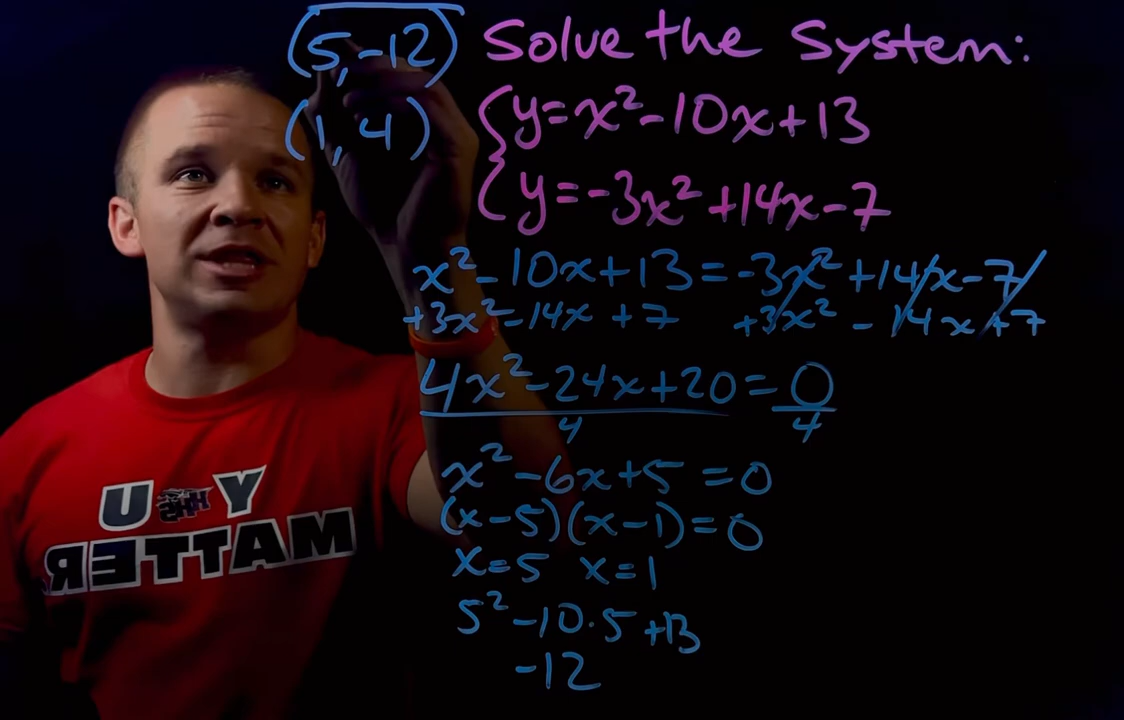 (5,-12)
(1,4)
Solve the System:
y=x²-10x+13
y=-3x²+14x-7
x²-10x+13=-3x²+14x-7
+3x²-14x+7 +3x²-14x+7
4x²-24x+20=0
4 4
x²-6x+5=0
(x-5)(x-1)=0
x=5 x=1
5²-10·5+13
-12
Y U
MATTER